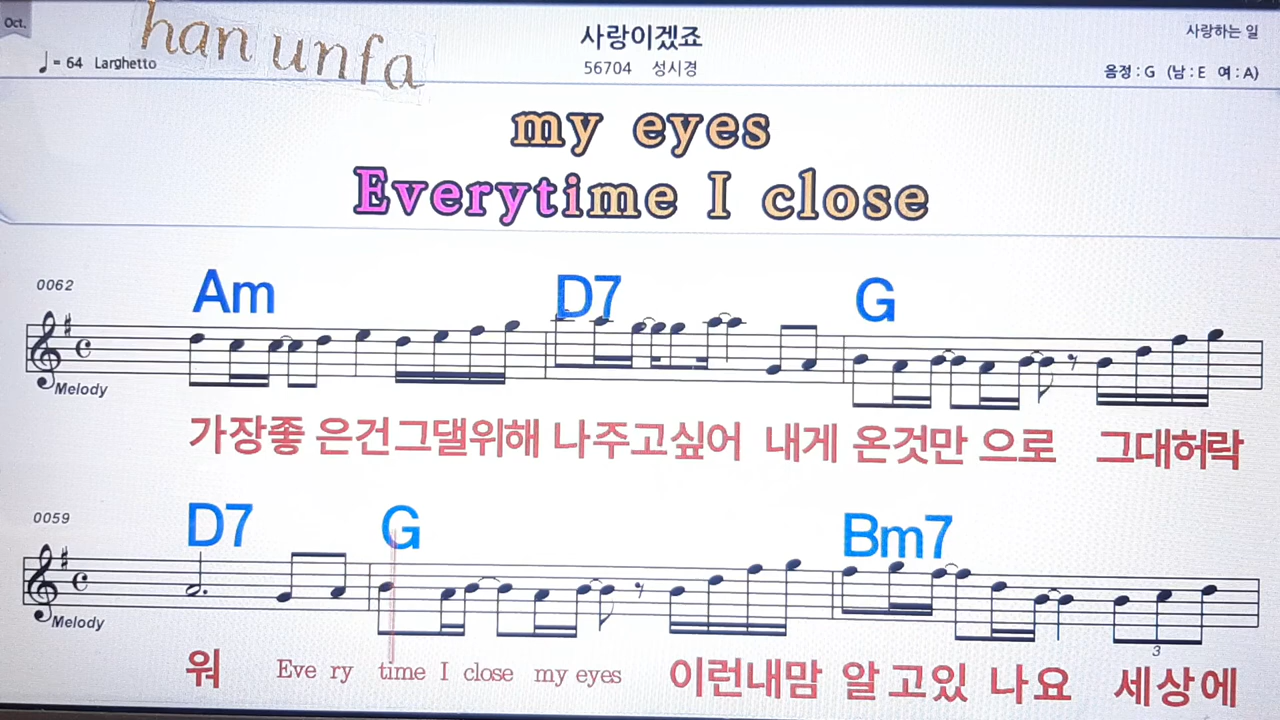 Oct.
han unfa
사랑이겠죠
사랑하는 일
♩= 64 Larghetto
56704 성시경
음정 : G (남 : E 여 : A)
my eyes
Everytime I close
0062
Am D7 G
Melody
가장좋 은건그댈위해 나주고싶어 내게 온것만 으로 그대허락
0059
D7 G Bm7
Melody
3
워 Eve ry time I close my eyes 이런내맘 알 고있 나요 세상에